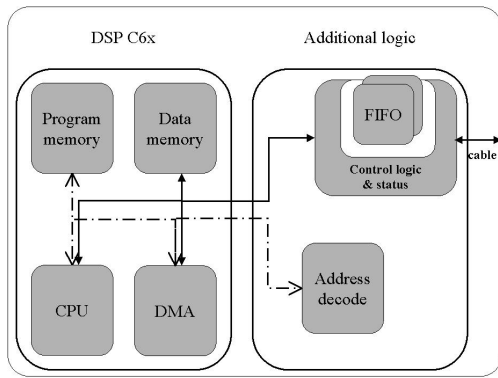 DSP C6x
Additional logic
Program
memory
Data
memory
FIFO
Control logic
& status
cable
CPU
DMA
Address
decode